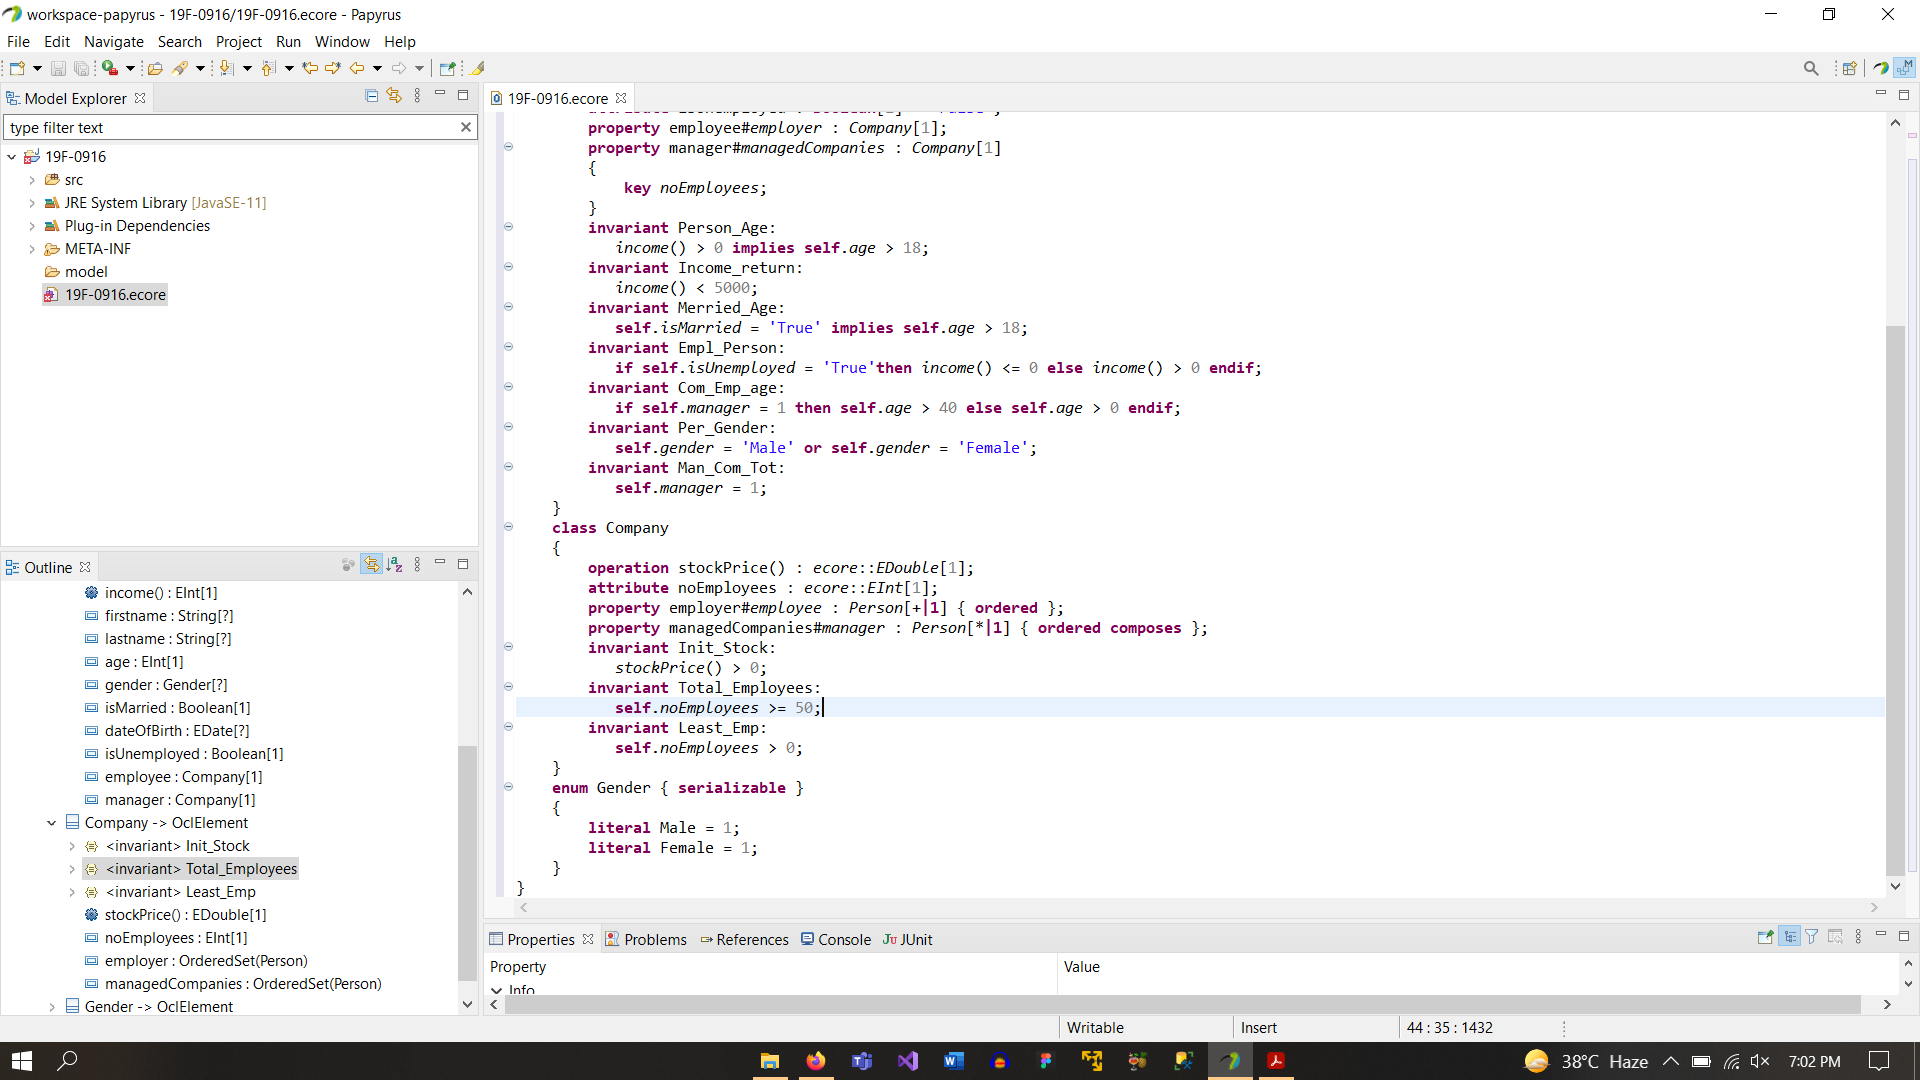 workspace-papyrus - 19F-0916/19F-0916.ecore - Papyrus
File Edit Navigate Search Project Run Window Help
Model Explorer
type filter text
19F-0916
src
JRE System Library [JavaSE-11]
Plug-in Dependencies
META-INF
model
19F-0916.ecore
Outline
income() : EInt[1]
firstname : String[?]
lastname : String[?]
age : EInt[1]
gender : Gender[?]
isMarried : Boolean[1]
dateOfBirth : EDate[?]
isUnemployed : Boolean[1]
employee : Company[1]
manager : Company[1]
Company -> OclElement
<invariant> Init_Stock
<invariant> Total_Employees
<invariant> Least_Emp
stockPrice() : EDouble[1]
noEmployees : EInt[1]
employer : OrderedSet(Person)
managedCompanies : OrderedSet(Person)
Gender -> OclElement
19F-0916.ecore
property employee#employer : Company[1];
property manager#managedCompanies : Company[1]
{
key noEmployees;
}
invariant Person_Age:
income() > 0 implies self.age > 18;
invariant Income_return:
income() < 5000;
invariant Merried_Age:
self.isMarried = 'True' implies self.age > 18;
invariant Empl_Person:
if self.isUnemployed = 'True'then income() <= 0 else income() > 0 endif;
invariant Com_Emp_age:
if self.manager = 1 then self.age > 40 else self.age > 0 endif;
invariant Per_Gender:
self.gender = 'Male' or self.gender = 'Female';
invariant Man_Com_Tot:
self.manager = 1;
}
class Company
{
operation stockPrice() : ecore::EDouble[1];
attribute noEmployees : ecore::EInt[1];
property employer#employee : Person[+|1] { ordered };
property managedCompanies#manager : Person[*|1] { ordered composes };
invariant Init_Stock:
stockPrice() > 0;
invariant Total_Employees:
self.noEmployees >= 50;
invariant Least_Emp:
self.noEmployees > 0;
}
enum Gender { serializable }
{
literal Male = 1;
literal Female = 1;
}
}
Properties Problems References Console JUnit
Property Value
Info
Writable Insert 44 : 35 : 1432
38°C Haze 7:02 PM